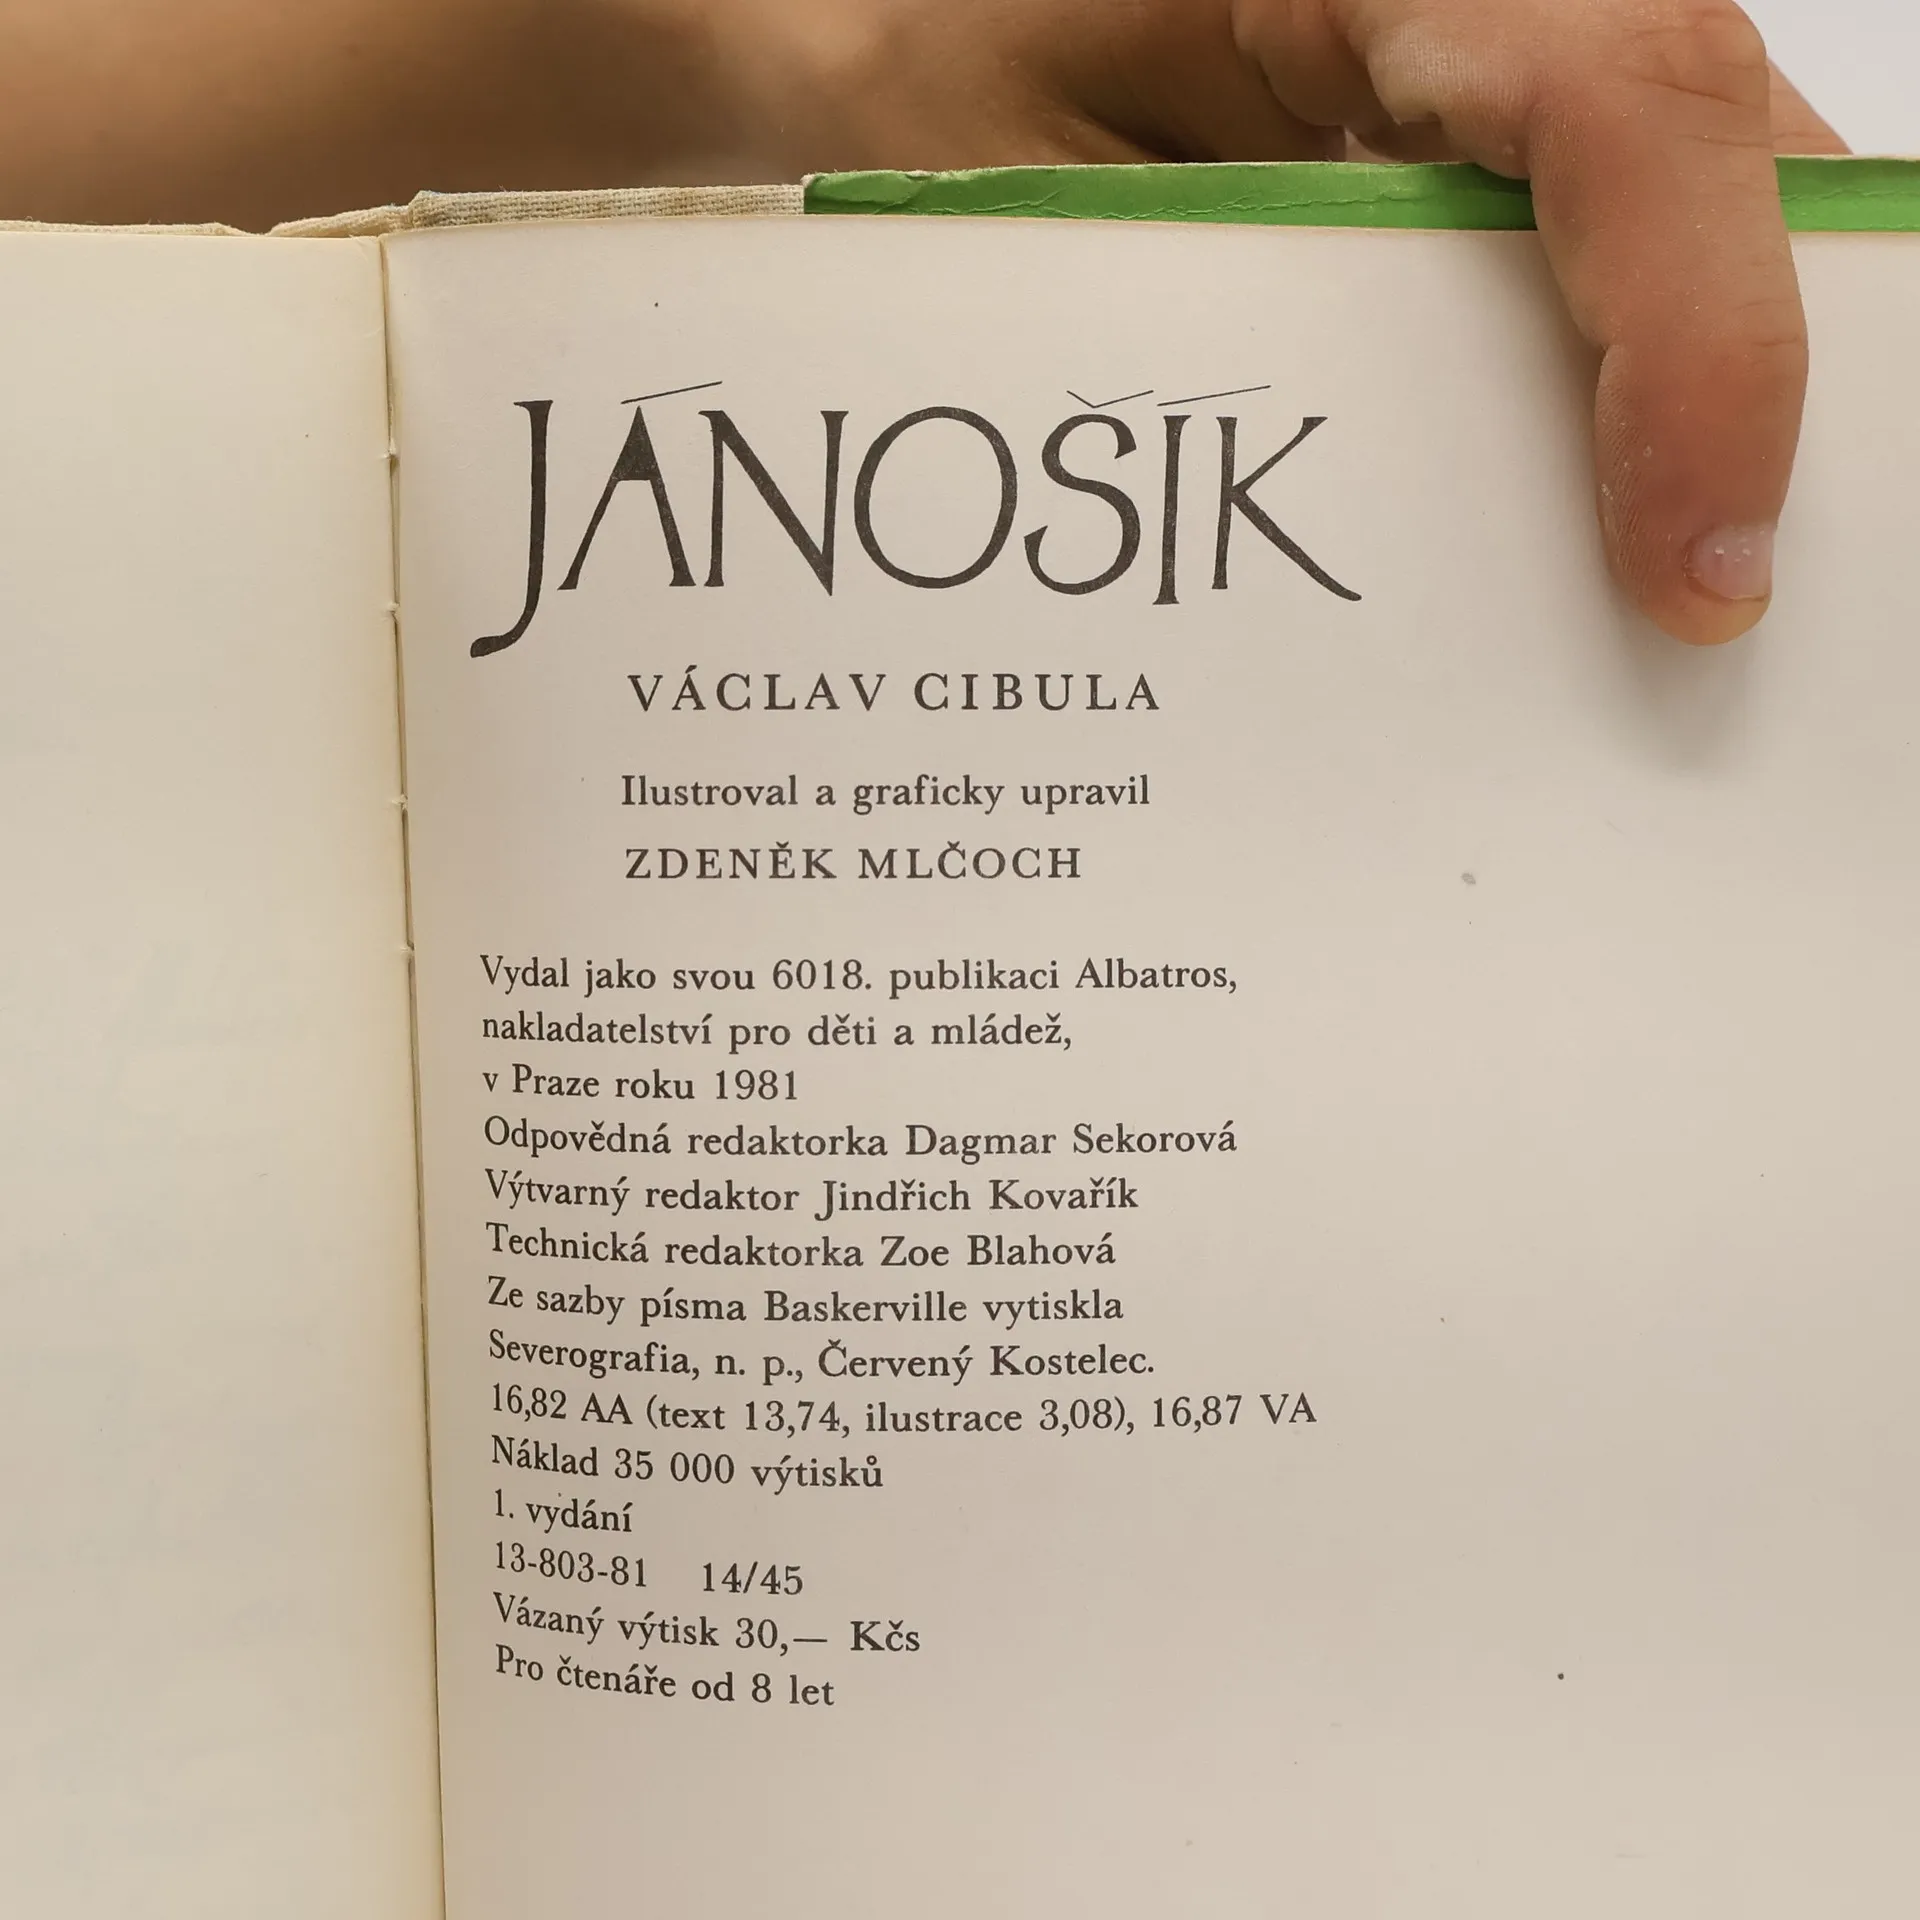 JÁNOŠÍK
VÁCLAV CIBULA
Ilustroval a graficky upravil
ZDENĚK MLČOCH
Vydal jako svou 6018. publikaci Albatros,
nakladatelství pro děti a mládež,
v Praze roku 1981
Odpovědná redaktorka Dagmar Sekorová
Výtvarný redaktor Jindřich Kovařík
Technická redaktorka Zoe Blahová
Ze sazby písma Baskerville vytiskla
Severografia, n. p., Červený Kostelec.
16,82 AA (text 13,74, ilustrace 3,08), 16,87 VA
Náklad 35 000 výtisků
1. vydání
13-803-81 14/45
Vázaný výtisk 30,— Kčs
Pro čtenáře od 8 let